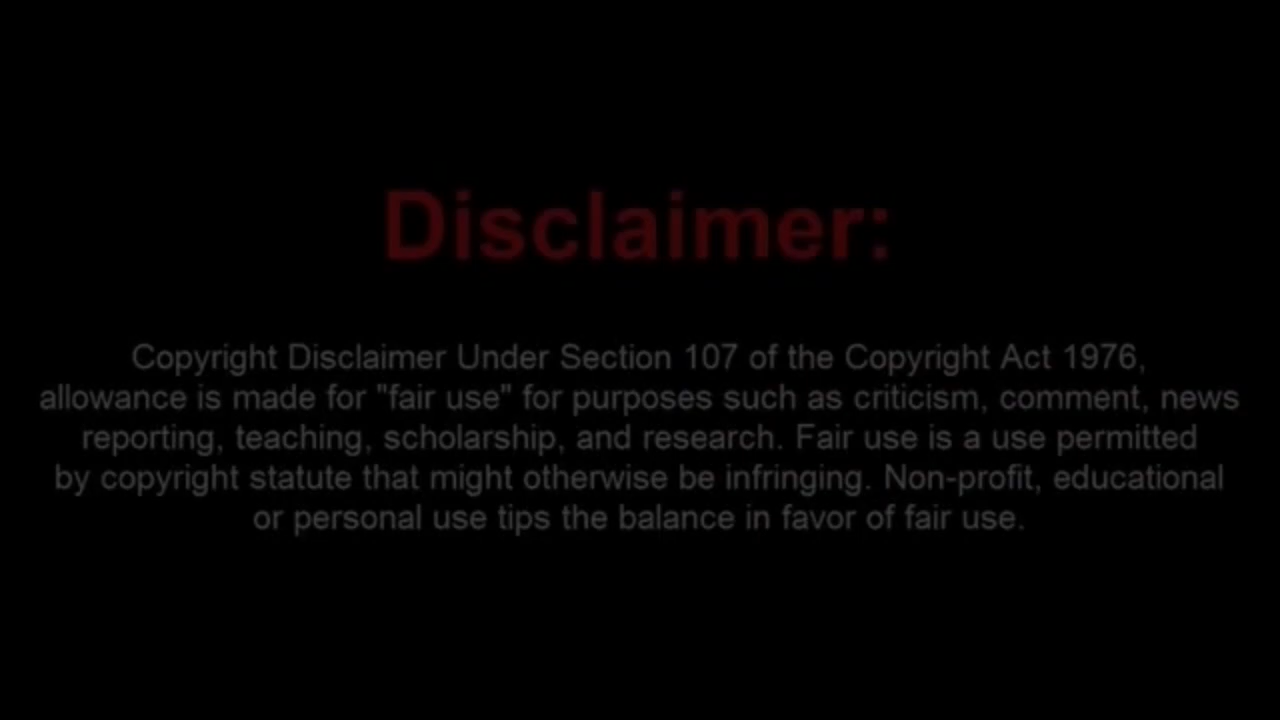 Disclaimer:
Copyright Disclaimer Under Section 107 of the Copyright Act 1976,
allowance is made for "fair use" for purposes such as criticism, comment, news
reporting, teaching, scholarship, and research. Fair use is a use permitted
by copyright statute that might otherwise be infringing. Non-profit, educational
or personal use tips the balance in favor of fair use.